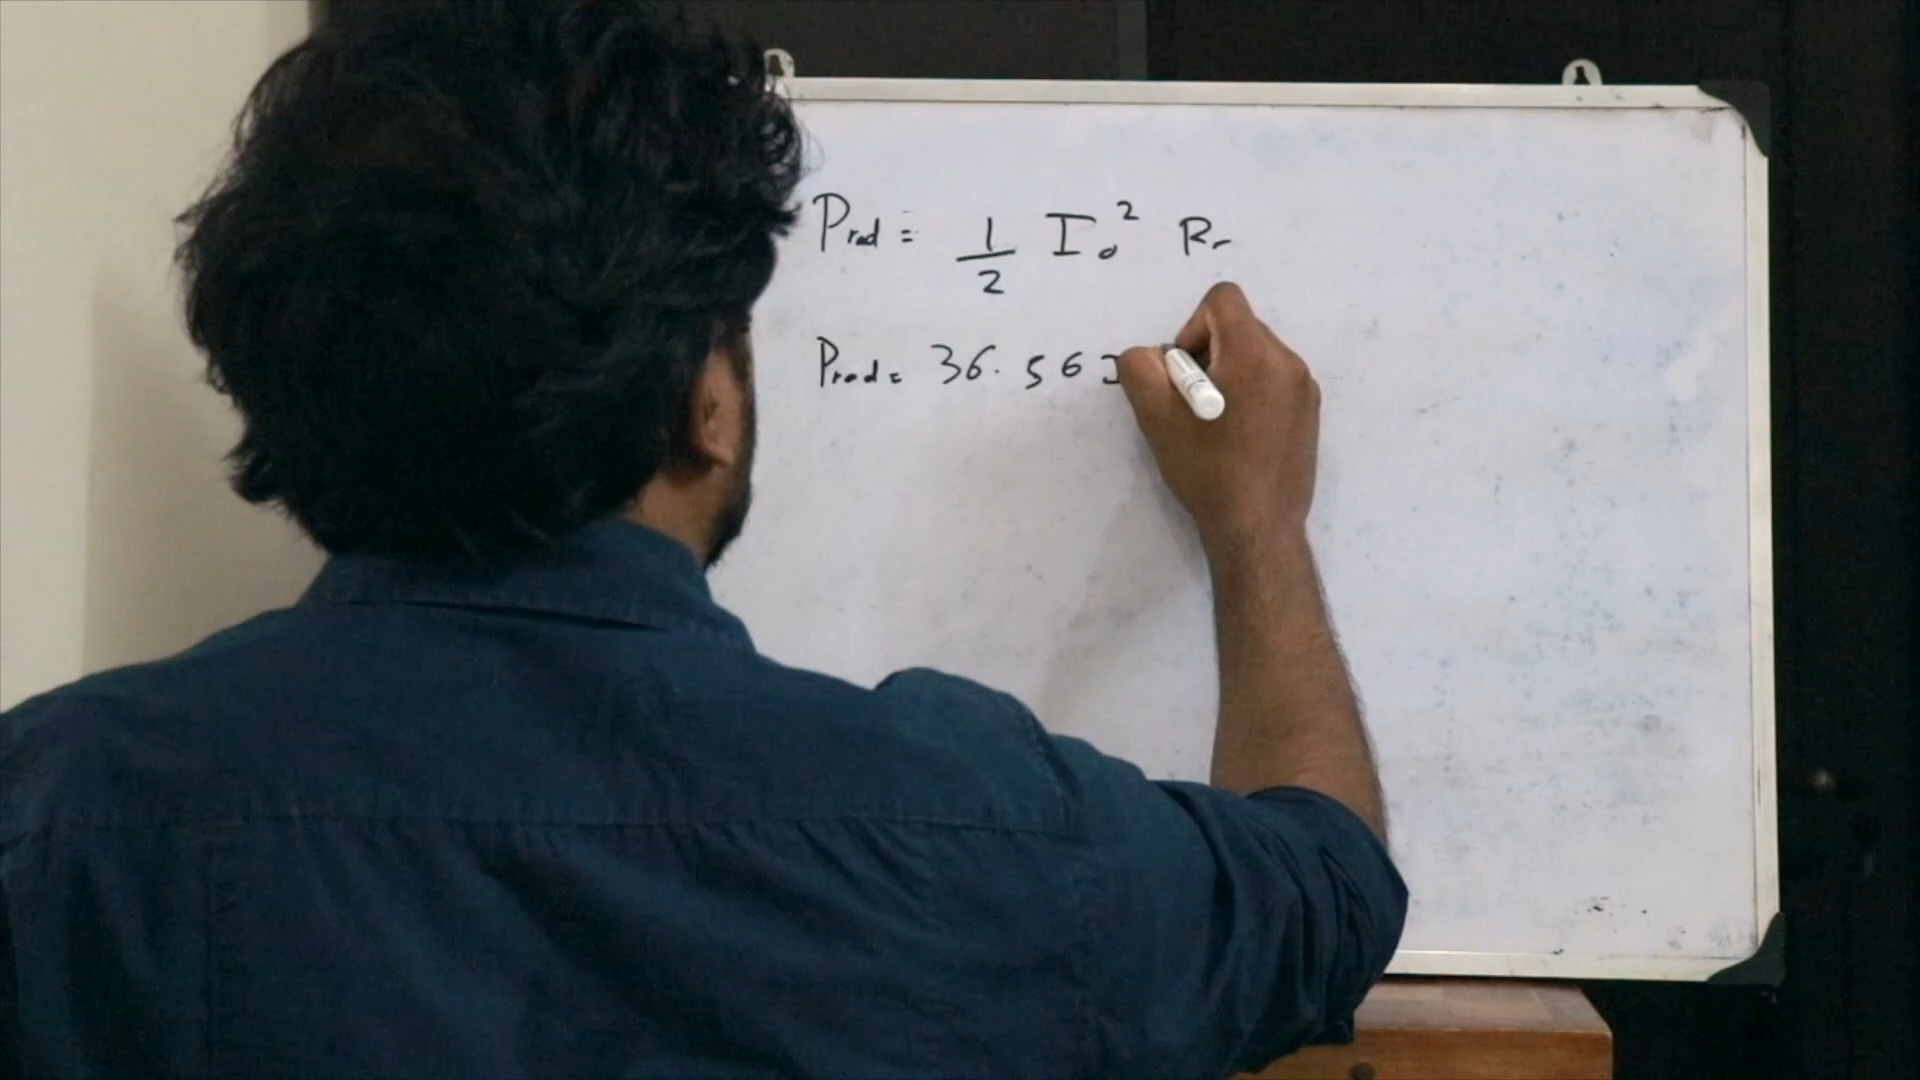 Prad = 1/2 I₀² Rr
Prad = 36.56 I